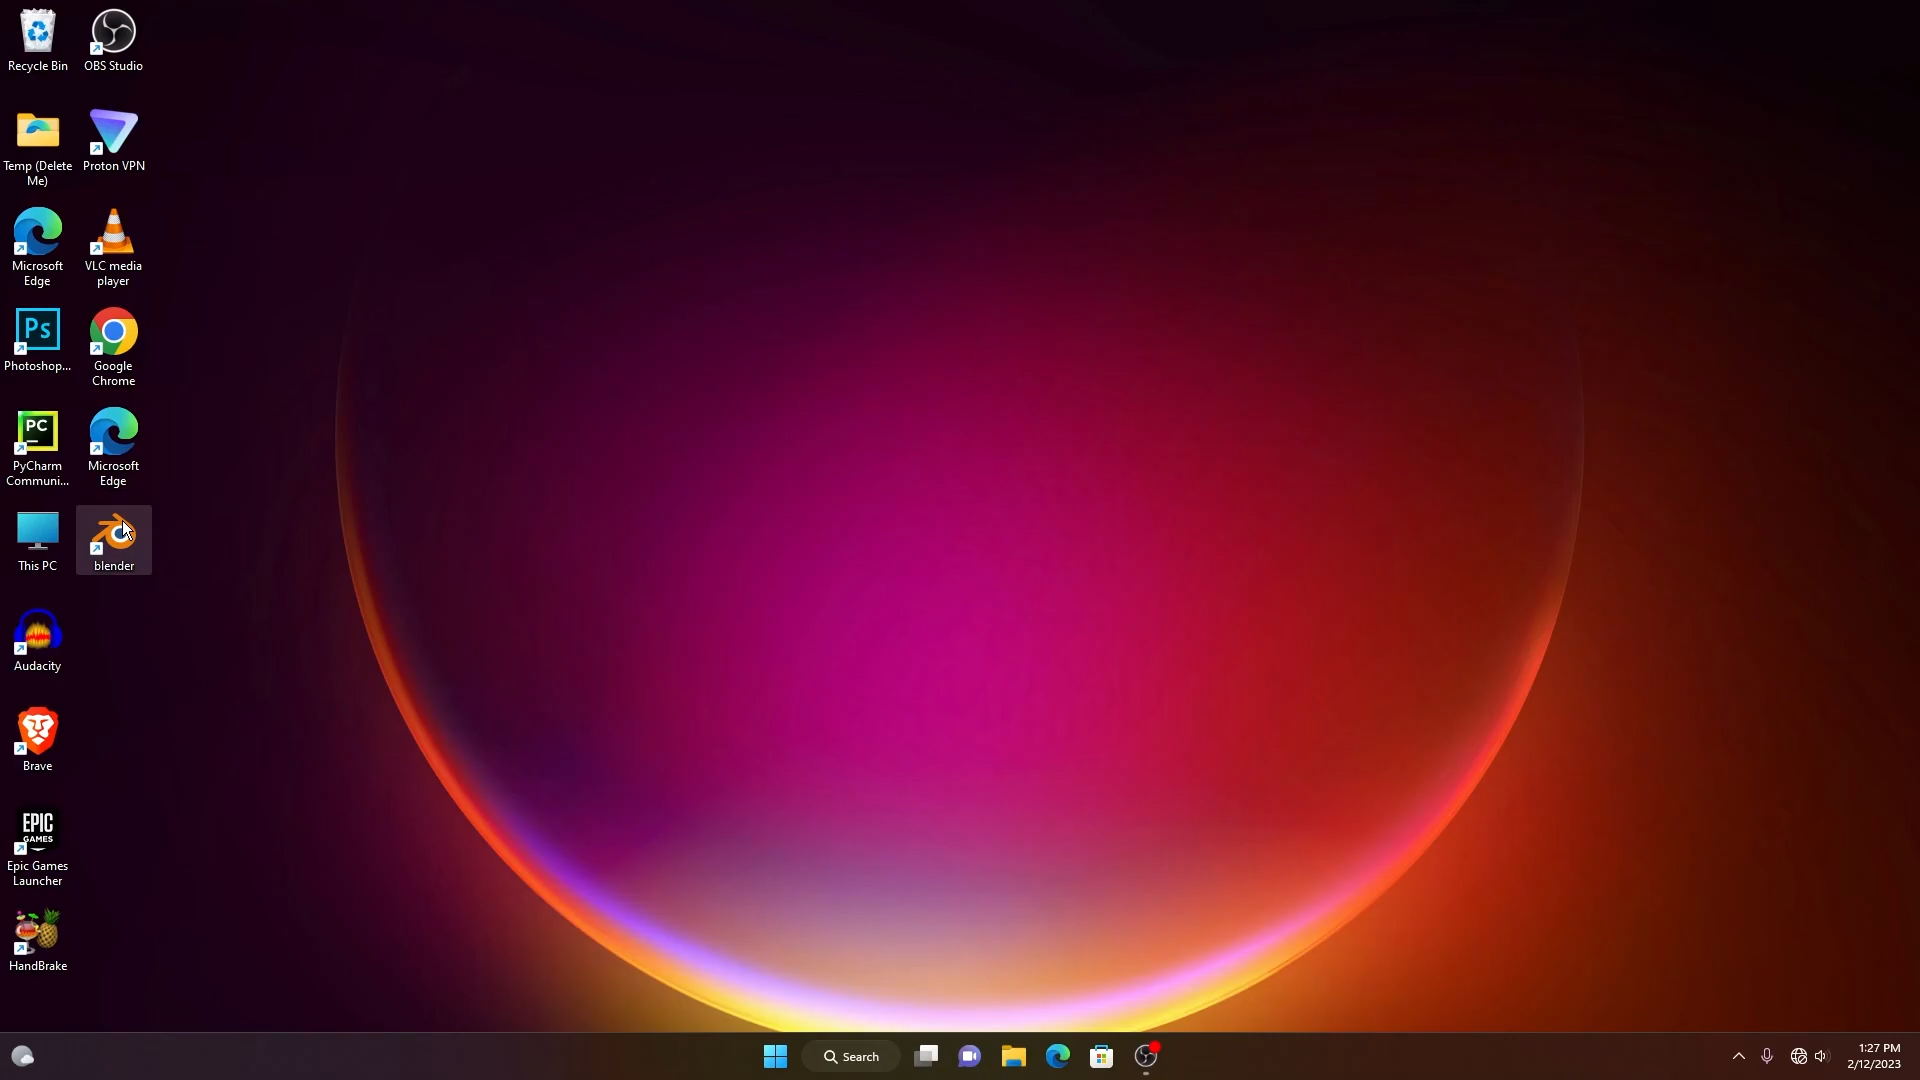 Recycle Bin
OBS Studio
Temp (Delete
Me)
Proton VPN
Microsoft
Edge
VLC media
player
Ps
Photoshop...
Google
Chrome
PC
PyCharm
Communi...
Microsoft
Edge
This PC
blender
Audacity
Brave
EPIC
GAMES
Epic Games
Launcher
HandBrake
Search
1:27 PM
2/12/2023